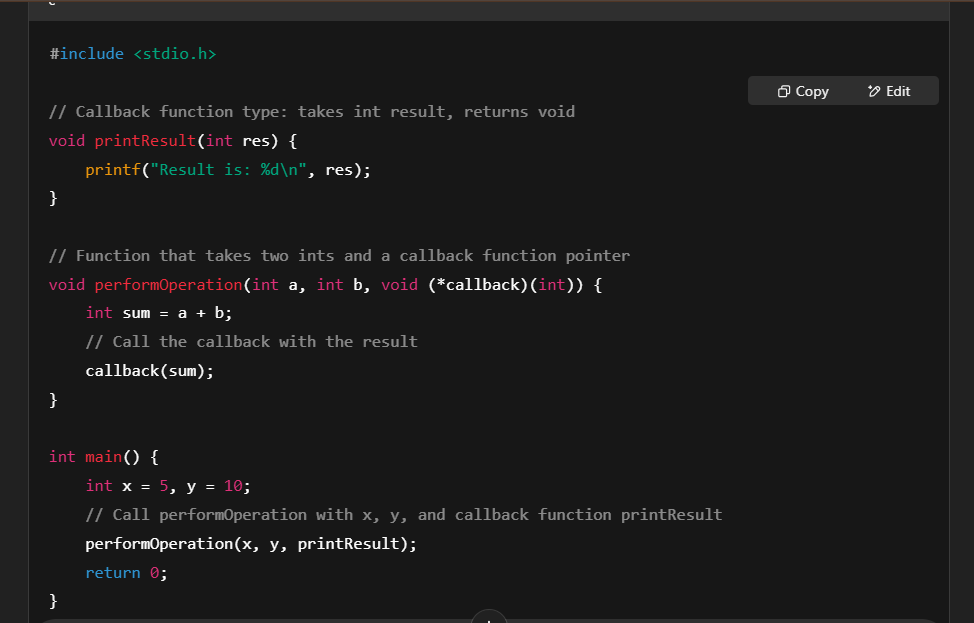 #include <stdio.h>
Copy Edit
// Callback function type: takes int result, returns void
void printResult(int res) {
    printf("Result is: %d\n", res);
}
// Function that takes two ints and a callback function pointer
void performOperation(int a, int b, void (*callback)(int)) {
    int sum = a + b;
    // Call the callback with the result
    callback(sum);
}
int main() {
    int x = 5, y = 10;
    // Call performOperation with x, y, and callback function printResult
    performOperation(x, y, printResult);
    return 0;
}